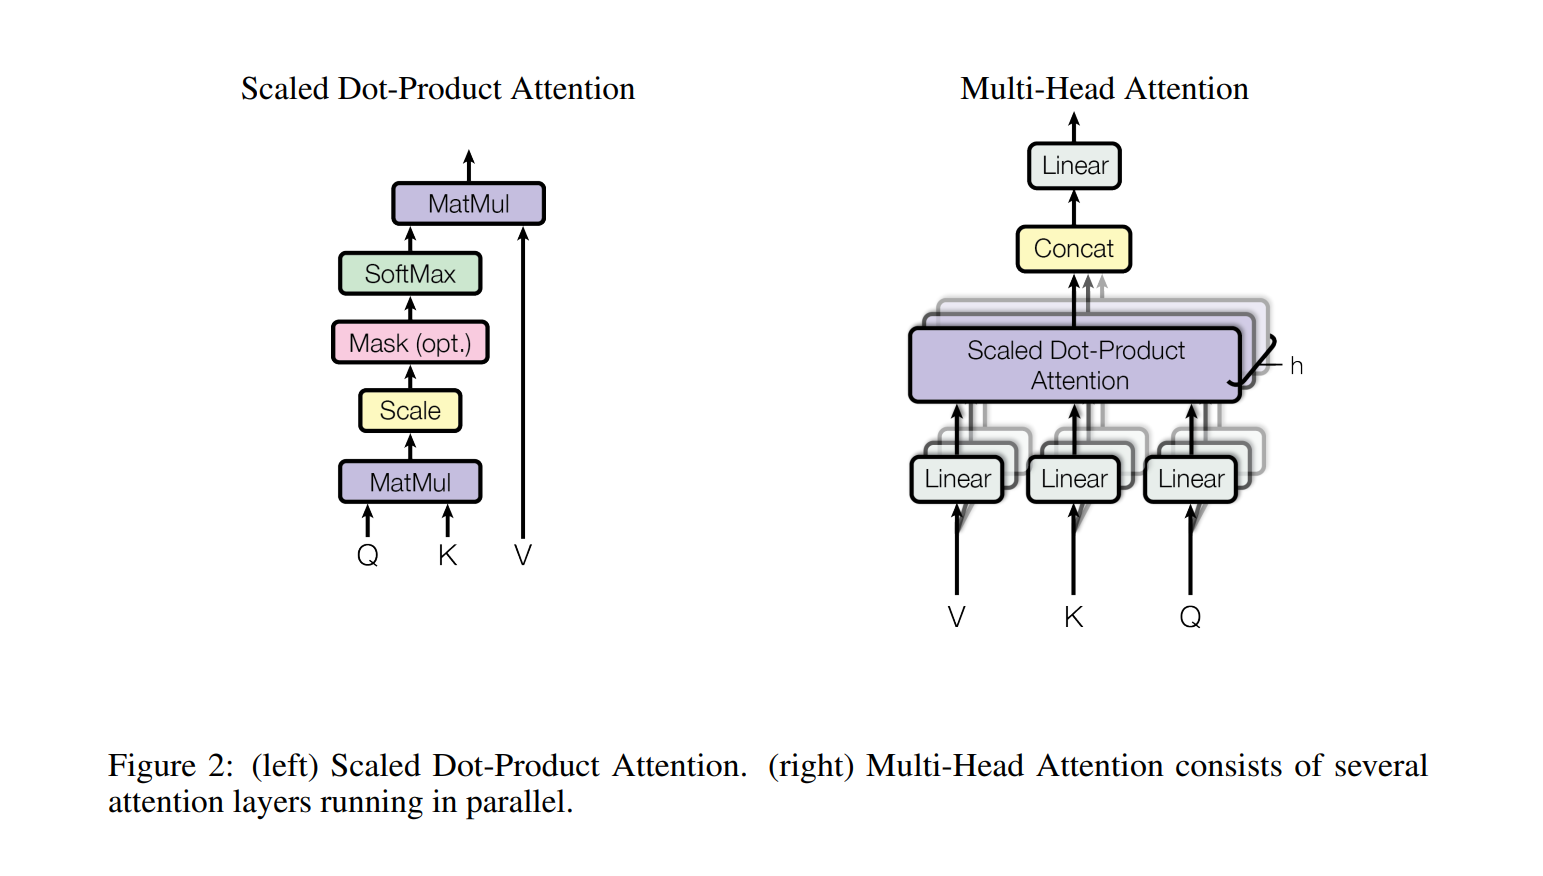 Scaled Dot-Product Attention
MatMul
SoftMax
Mask (opt.)
Scale
MatMul
Q K V
Multi-Head Attention
Linear
Concat
Scaled Dot-Product
Attention
h
Linear Linear Linear
V K Q
Figure 2: (left) Scaled Dot-Product Attention. (right) Multi-Head Attention consists of several
attention layers running in parallel.